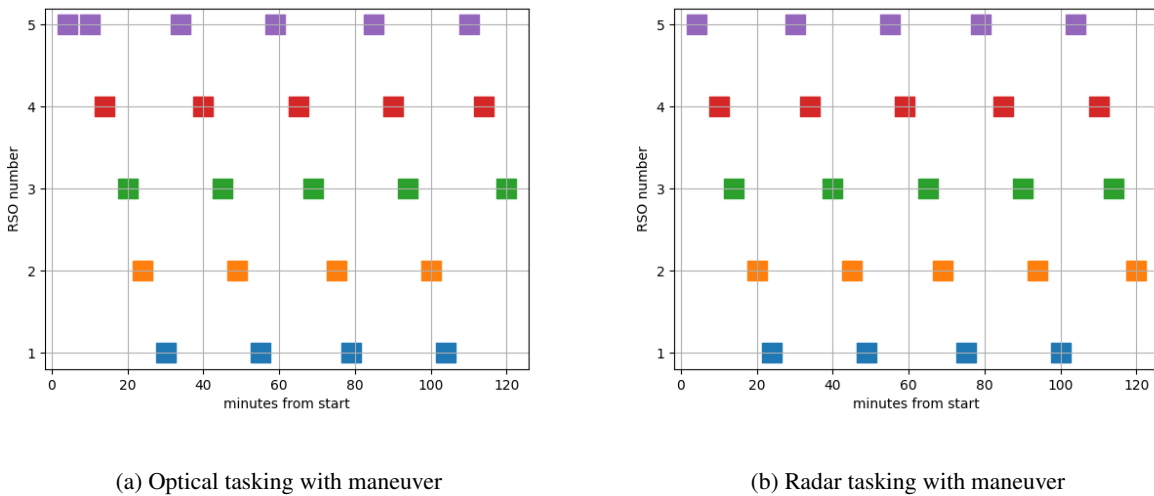 5
4
3
2
1
RSO number
0 20 40 60 80 100 120
minutes from start
(a) Optical tasking with maneuver
5
4
3
2
1
RSO number
0 20 40 60 80 100 120
minutes from start
(b) Radar tasking with maneuver